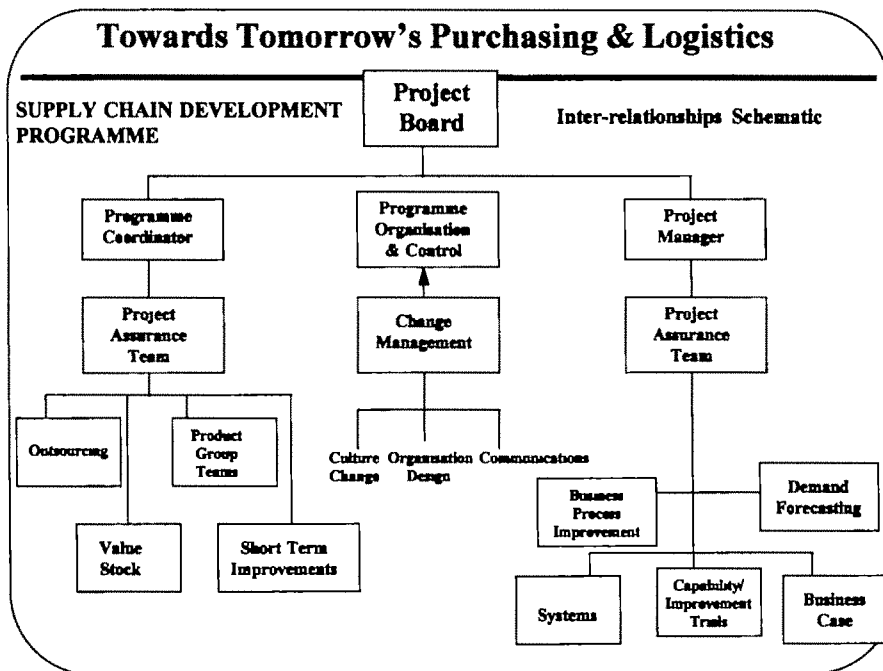 Towards Tomorrow's Purchasing & Logistics
SUPPLY CHAIN DEVELOPMENT
PROGRAMME
Project
Board
Inter-relationships Schematic
Programme
Coordinator
Programme
Organisation
& Control
Project
Manager
Project
Assurance
Team
Change
Management
Project
Assurance
Team
Outsourcing
Product
Group
Teams
Culture
Change
Organisation
Design
Communications
Value
Stock
Short Term
Improvements
Business
Process
Improvement
Demand
Forecasting
Systems
Capability/
Improvement
Trials
Business
Case